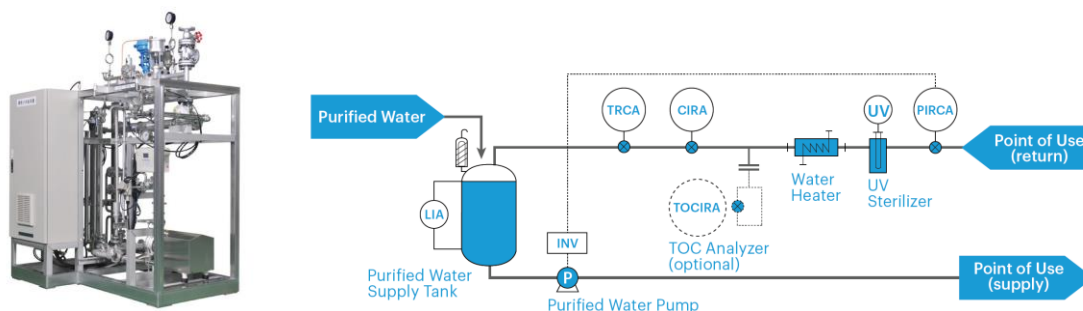 Purified Water
TRCA
CIRA
UV
PIRCA
Point of Use
(return)
Water
Heater
UV
Sterilizer
LIA
TOCIRA
TOC Analyzer
(optional)
INV
P
Purified Water
Supply Tank
Purified Water Pump
Point of Use
(supply)